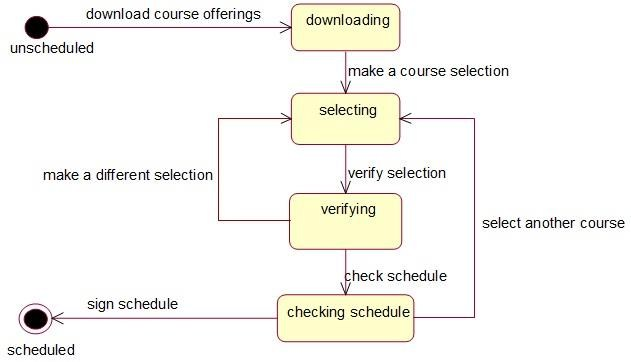 download course offerings
downloading
unscheduled
make a course selection
selecting
make a different selection
verify selection
verifying
select another course
check schedule
sign schedule
checking schedule
scheduled